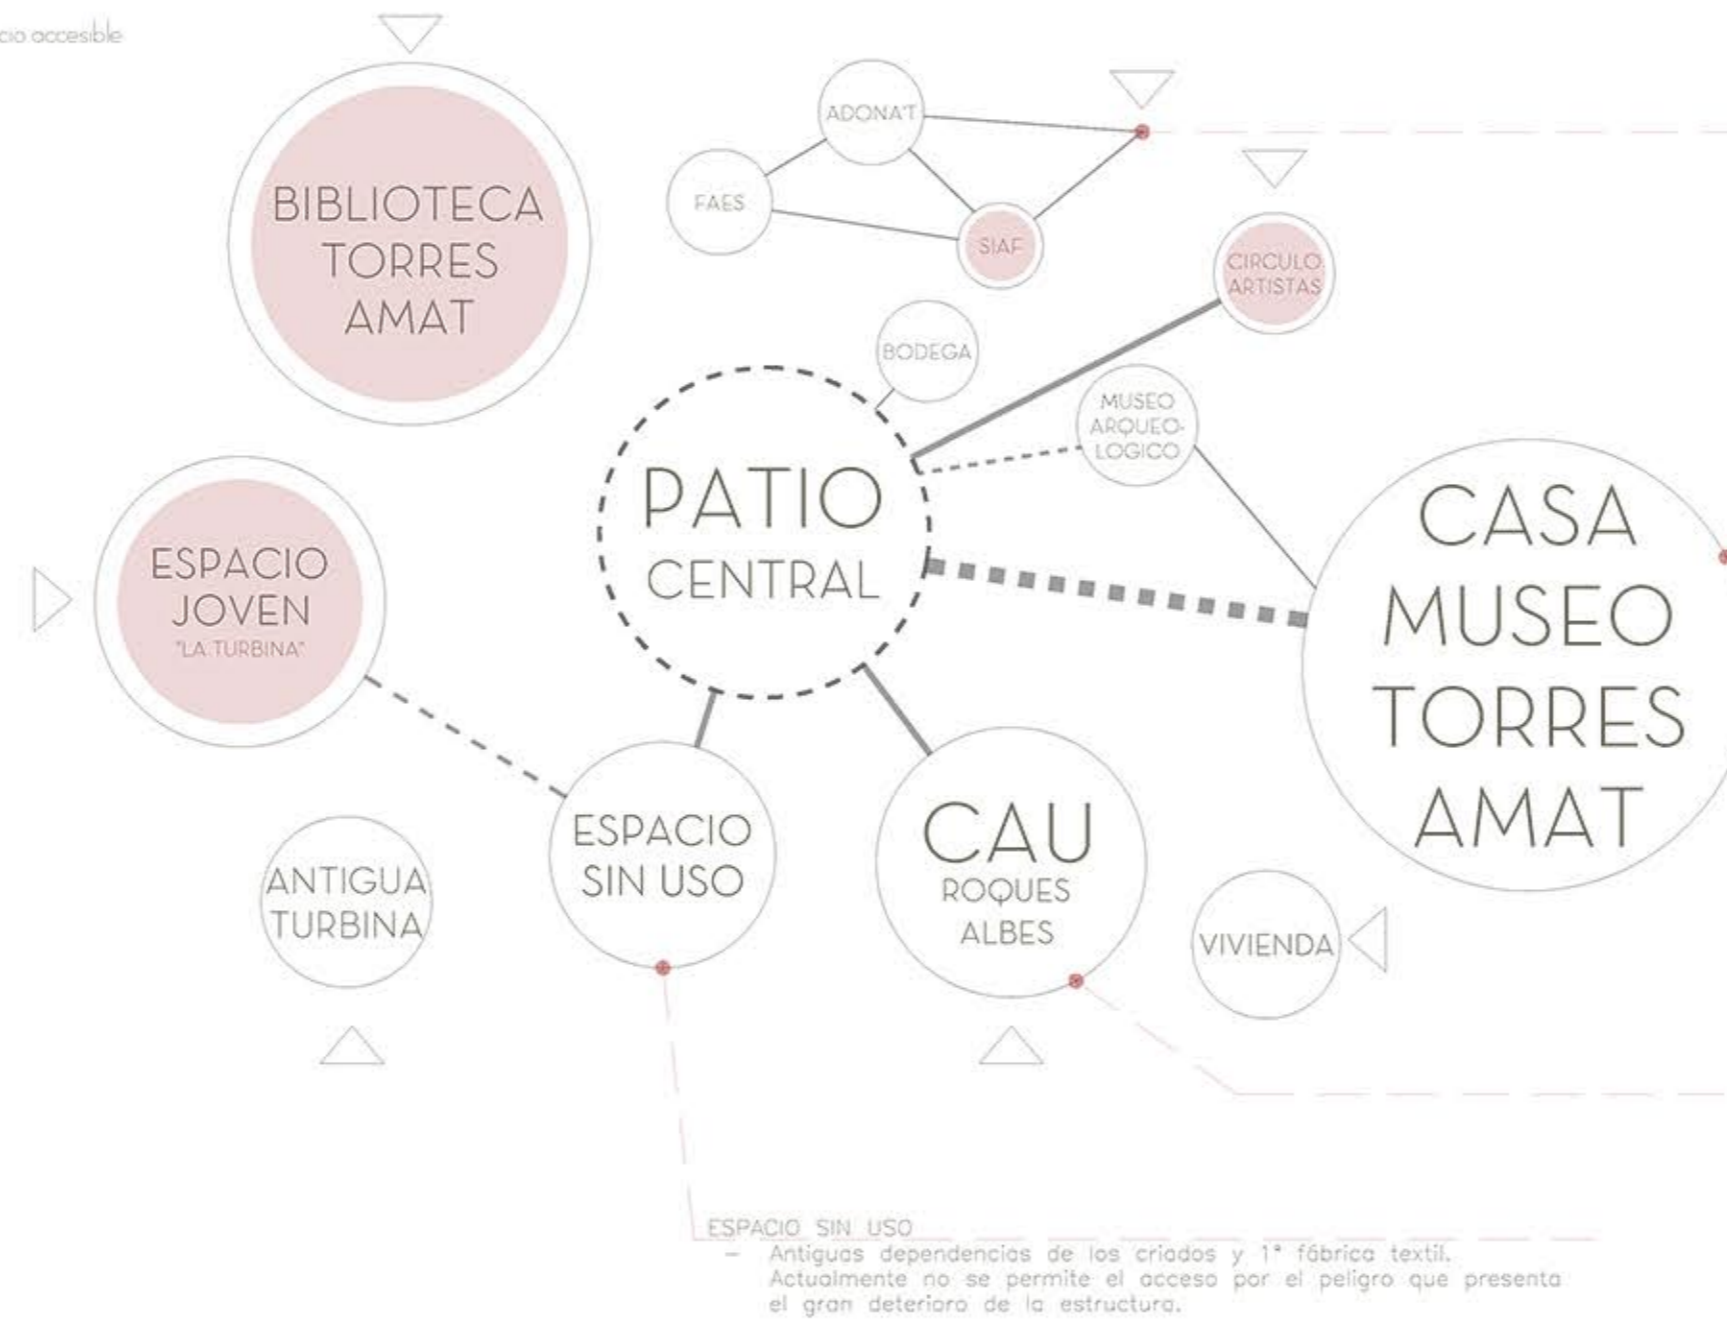 accesible
BIBLIOTECA
TORRES
AMAT
ADONA'T
FAES
SIAF
CIRCULO
ARTISTAS
BODEGA
MUSEO
ARQUEO-
LOGICO
PATIO
CENTRAL
CASA
MUSEO
TORRES
AMAT
ESPACIO
JOVEN
"LA TURBINA"
ANTIGUA
TURBINA
ESPACIO
SIN USO
CAU
ROQUES
ALBES
VIVIENDA
ESPACIO SIN USO
- Antiguas dependencias de los criados y 1ª fábrica textil.
Actualmente no se permite el acceso por el peligro que presenta
el gran deterioro de la estructura.